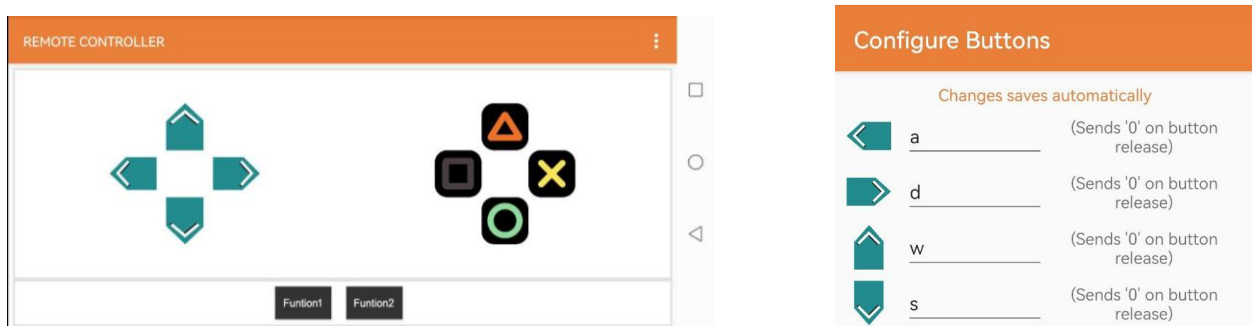 REMOTE CONTROLLER
Funtion1
Funtion2
Configure Buttons
Changes saves automatically
a
(Sends '0' on button
release)
d
(Sends '0' on button
release)
w
(Sends '0' on button
release)
s
(Sends '0' on button
release)